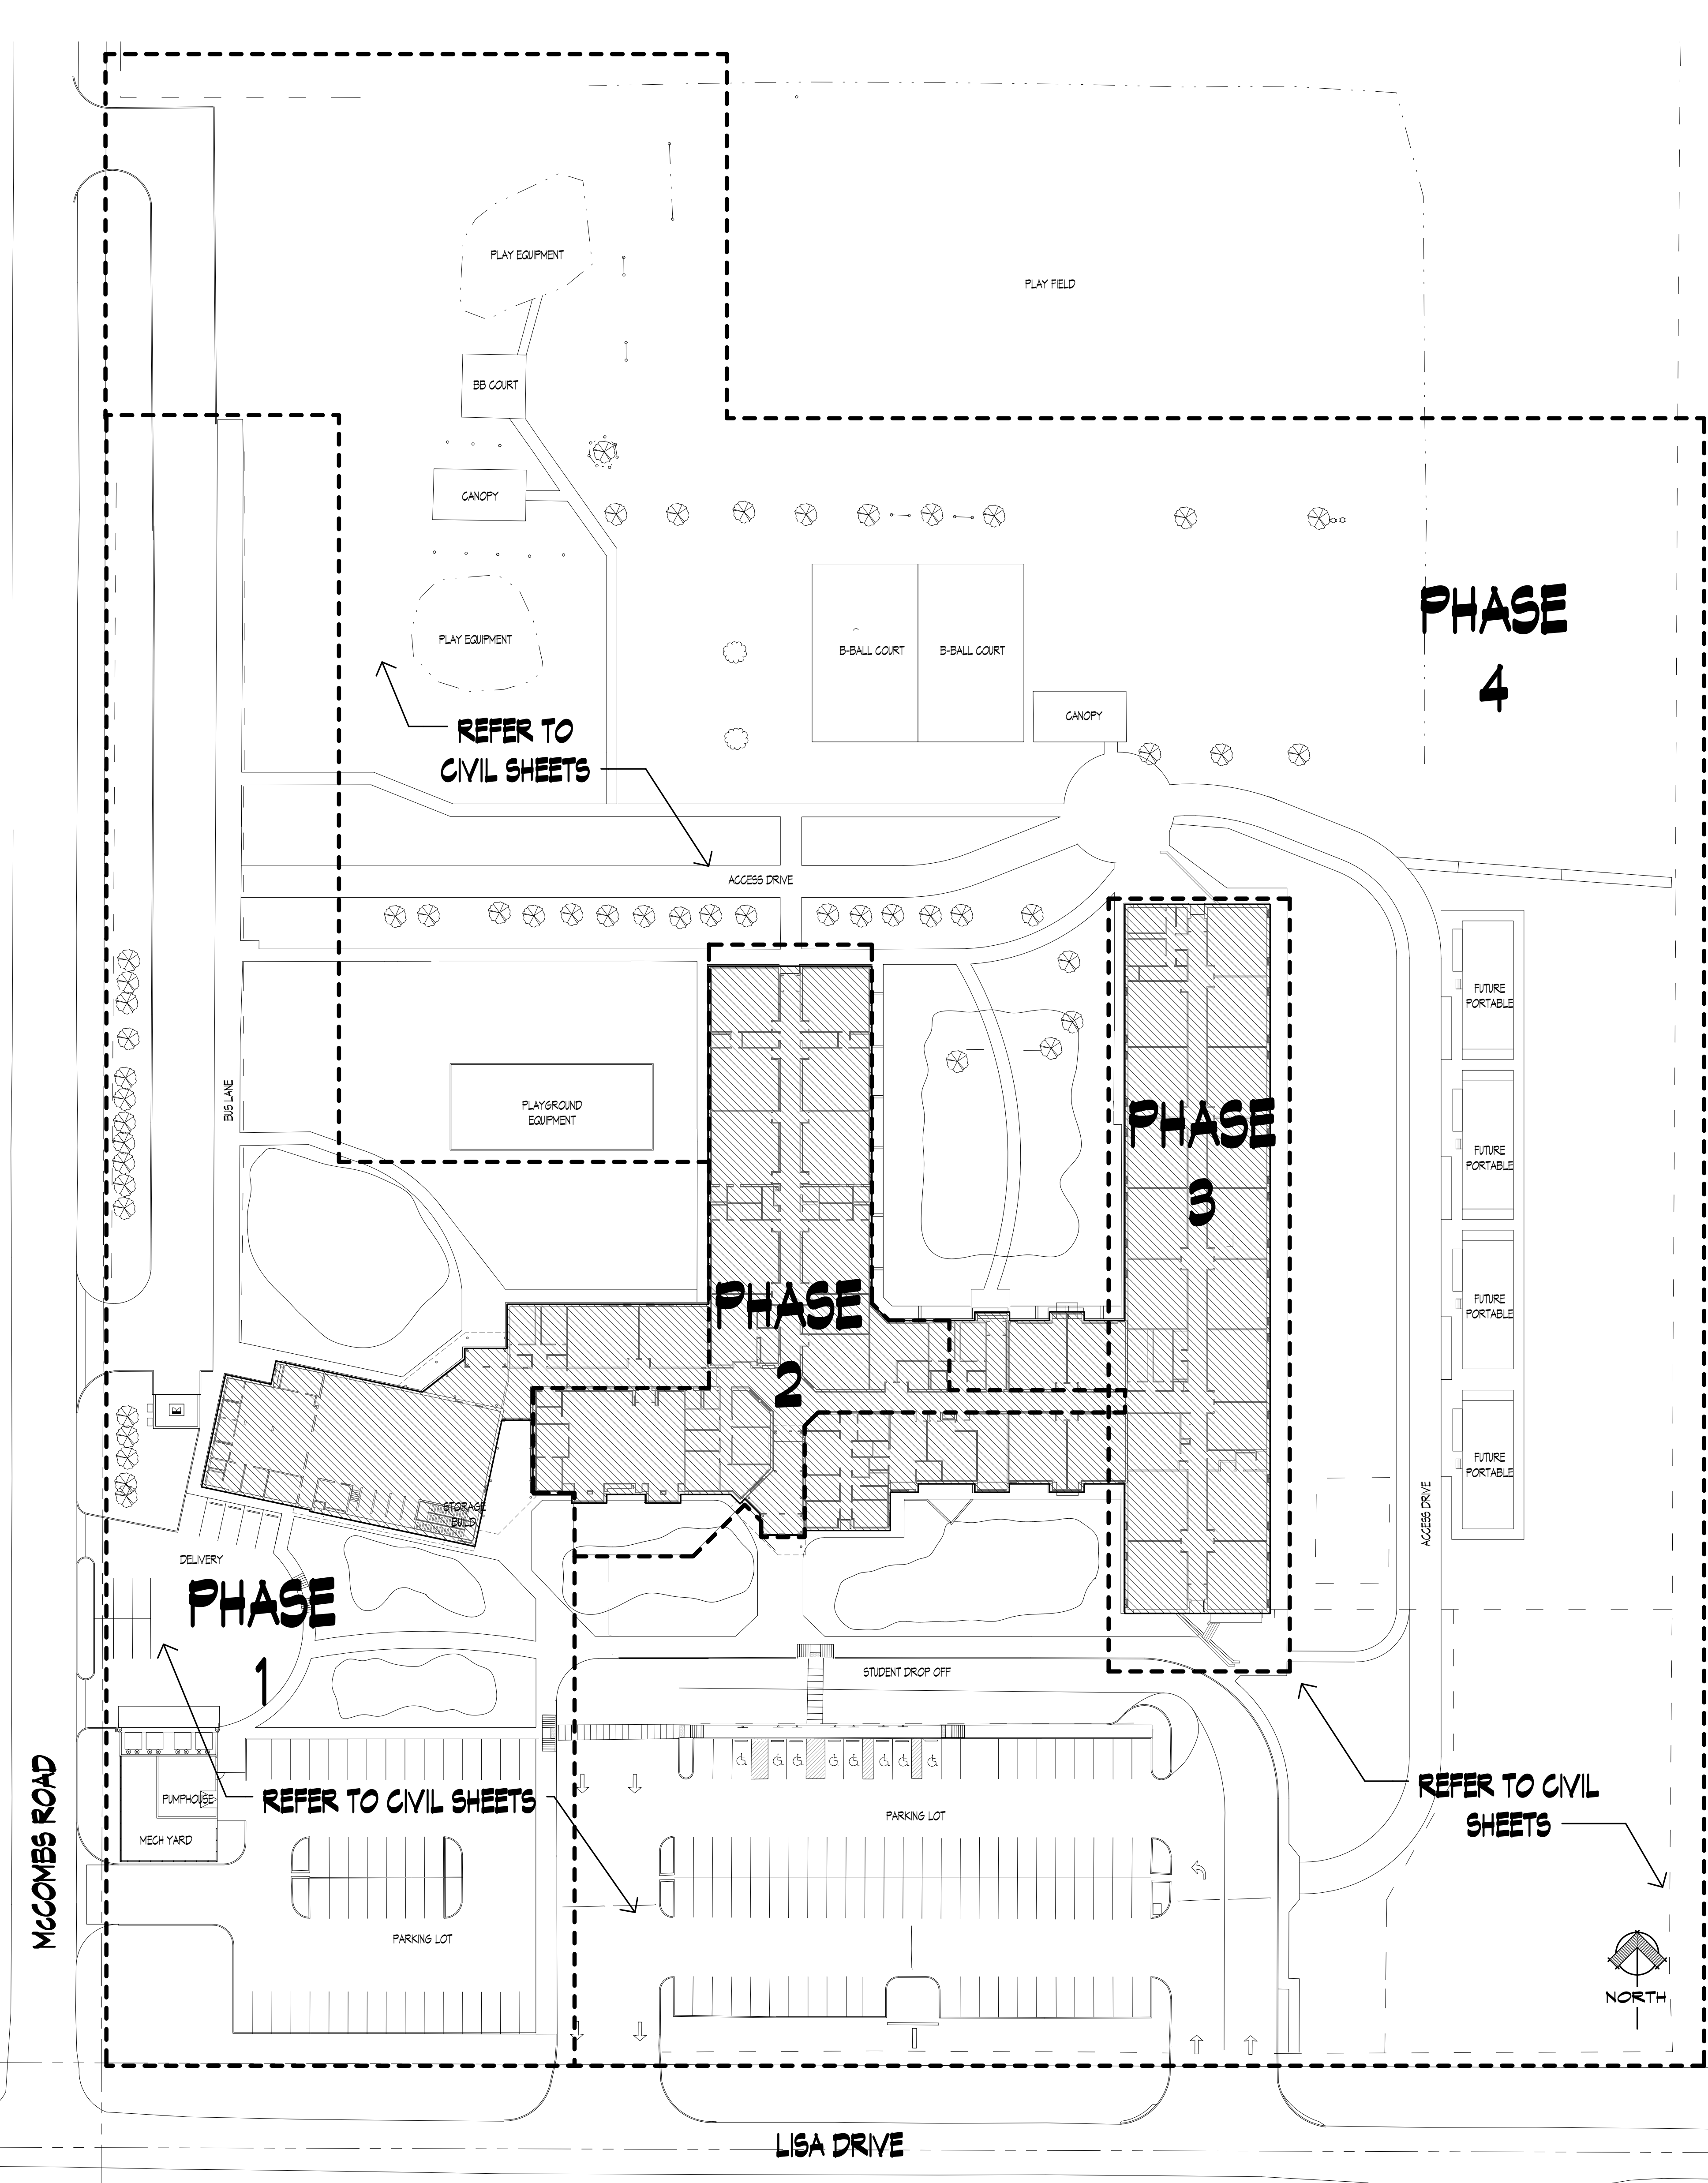 PLAY EQUIPMENT
PLAY FIELD
BB COURT
CANOPY
PHASE
4
PLAY EQUIPMENT
B-BALL COURT
B-BALL COURT
CANOPY
REFER TO
CIVIL SHEETS
ACCESS DRIVE
FUTURE
PORTABLE
BUS LANE
PLAYGROUND
EQUIPMENT
PHASE
3
FUTURE
PORTABLE
FUTURE
PORTABLE
PHASE
2
FUTURE
PORTABLE
STORAGE
BUILD.
ACCESS DRIVE
DELIVERY
PHASE
1
STUDENT DROP OFF
McCOMBS ROAD
PUMPHOUSE
MECH YARD
REFER TO CIVIL SHEETS
PARKING LOT
REFER TO CIVIL
SHEETS
PARKING LOT
NORTH
LISA DRIVE